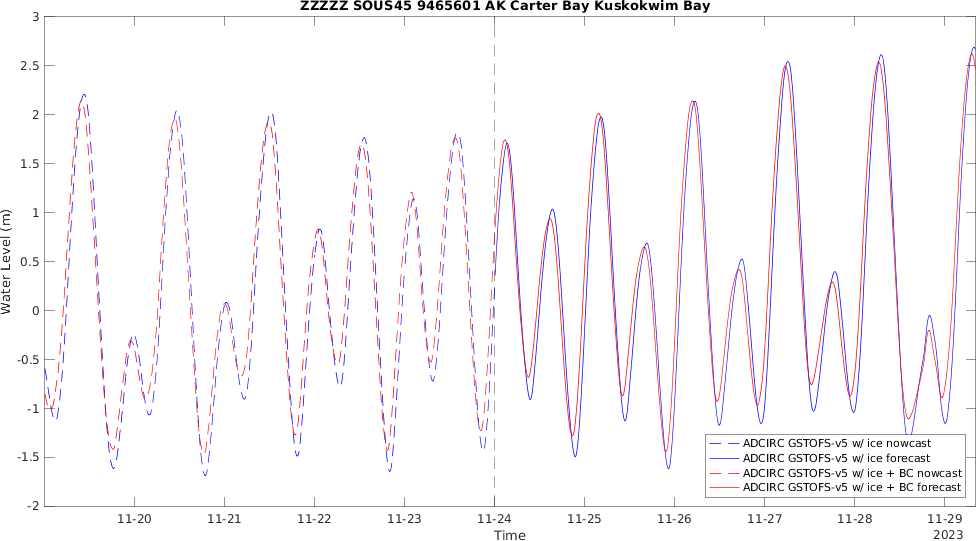 ZZZZZ SOUS45 9465601 AK Carter Bay Kuskokwim Bay
3
2.5
2
1.5
1
0.5
0
-0.5
-1
-1.5
-2
Water Level (m)
11-20 11-21 11-22 11-23 11-24 11-25 11-26 11-27 11-28 11-29
2023
Time
ADCIRC GSTOFS-v5 w/ ice nowcast
ADCIRC GSTOFS-v5 w/ ice forecast
ADCIRC GSTOFS-v5 w/ ice + BC nowcast
ADCIRC GSTOFS-v5 w/ ice + BC forecast